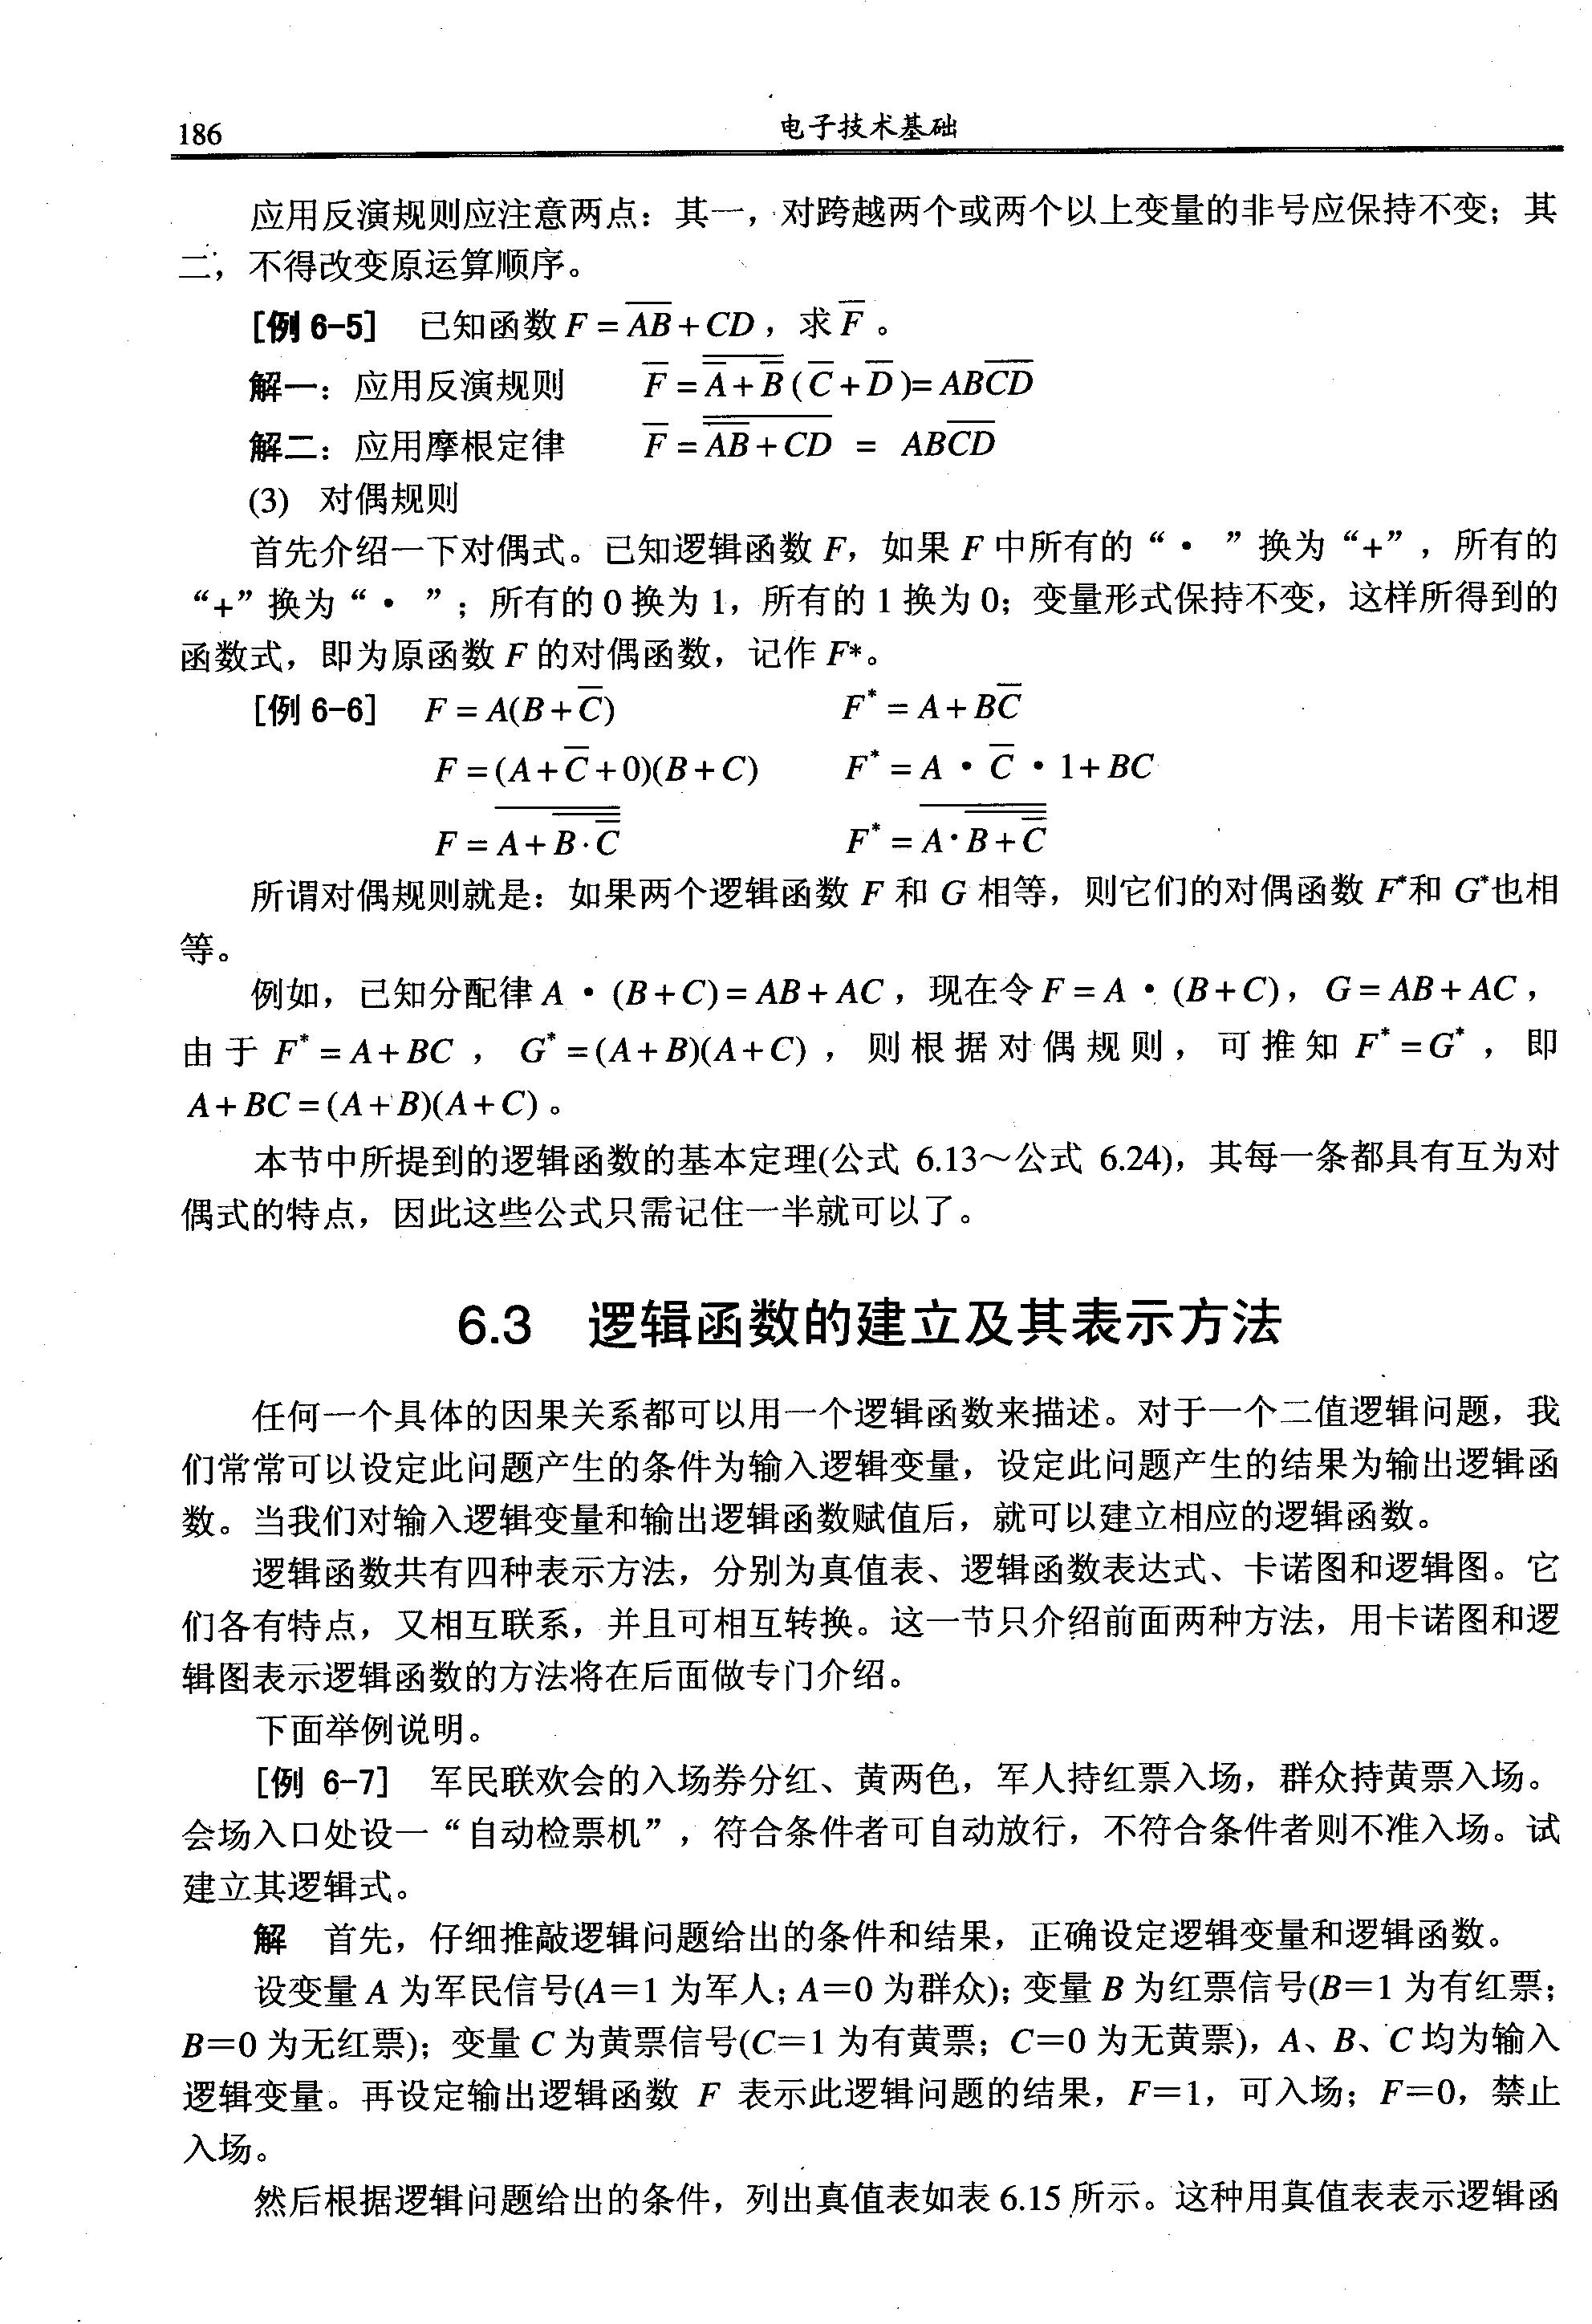 186
电子技术基础
应用反演规则应注意两点：其一，对跨越两个或两个以上变量的非号应保持不变；其
二，不得改变原运算顺序。
[例 6-5] 已知函数 $F=\overline{AB}+CD$，求 $\overline{F}$。
解一：应用反演规则 $\overline{F}=\overline{\overline{A}+\overline{B}}(\overline{C}+\overline{D})=AB\overline{CD}$
解二：应用摩根定律 $\overline{F}=\overline{\overline{AB}+CD}=AB\overline{CD}$
(3) 对偶规则
首先介绍一下对偶式。已知逻辑函数 F，如果 F 中所有的“·”换为“+”，所有的
“+”换为“·”；所有的 0 换为 1，所有的 1 换为 0；变量形式保持不变，这样所得到的
函数式，即为原函数 F 的对偶函数，记作 F*。
[例 6-6] $F=A(B+\overline{C})$ $F^*=A+B\overline{C}$
$F=(A+\overline{C}+0)(B+C)$ $F^*=A·\overline{C}·1+BC$
$F=\overline{A+\overline{B·\overline{C}}}$ $F^*=\overline{A·\overline{B+\overline{C}}}$
所谓对偶规则就是：如果两个逻辑函数 F 和 G 相等，则它们的对偶函数 F*和 G*也相
等。
例如，已知分配律 A·(B+C)=AB+AC，现在令 F=A·(B+C)，G=AB+AC，
由于 F*=A+BC，G*=(A+B)(A+C)，则根据对偶规则，可推知 F*=G*，即
A+BC=(A+B)(A+C)。
本节中所提到的逻辑函数的基本定理(公式 6.13～公式 6.24)，其每一条都具有互为对
偶式的特点，因此这些公式只需记住一半就可以了。
6.3 逻辑函数的建立及其表示方法
任何一个具体的因果关系都可以用一个逻辑函数来描述。对于一个二值逻辑问题，我
们常常可以设定此问题产生的条件为输入逻辑变量，设定此问题产生的结果为输出逻辑函
数。当我们对输入逻辑变量和输出逻辑函数赋值后，就可以建立相应的逻辑函数。
逻辑函数共有四种表示方法，分别为真值表、逻辑函数表达式、卡诺图和逻辑图。它
们各有特点，又相互联系，并且可相互转换。这一节只介绍前面两种方法，用卡诺图和逻
辑图表示逻辑函数的方法将在后面做专门介绍。
下面举例说明。
[例 6-7] 军民联欢会的入场券分红、黄两色，军人持红票入场，群众持黄票入场。
会场入口处设一“自动检票机”，符合条件者可自动放行，不符合条件者则不准入场。试
建立其逻辑式。
解 首先，仔细推敲逻辑问题给出的条件和结果，正确设定逻辑变量和逻辑函数。
设变量 A 为军民信号(A＝1 为军人; A＝0 为群众); 变量 B 为红票信号(B＝1 为有红票;
B＝0 为无红票)；变量 C 为黄票信号(C＝1 为有黄票；C＝0 为无黄票)，A、B、C 均为输入
逻辑变量。再设定输出逻辑函数 F 表示此逻辑问题的结果，F＝1，可入场；F＝0，禁止
入场。
然后根据逻辑问题给出的条件，列出真值表如表 6.15 所示。这种用真值表表示逻辑函